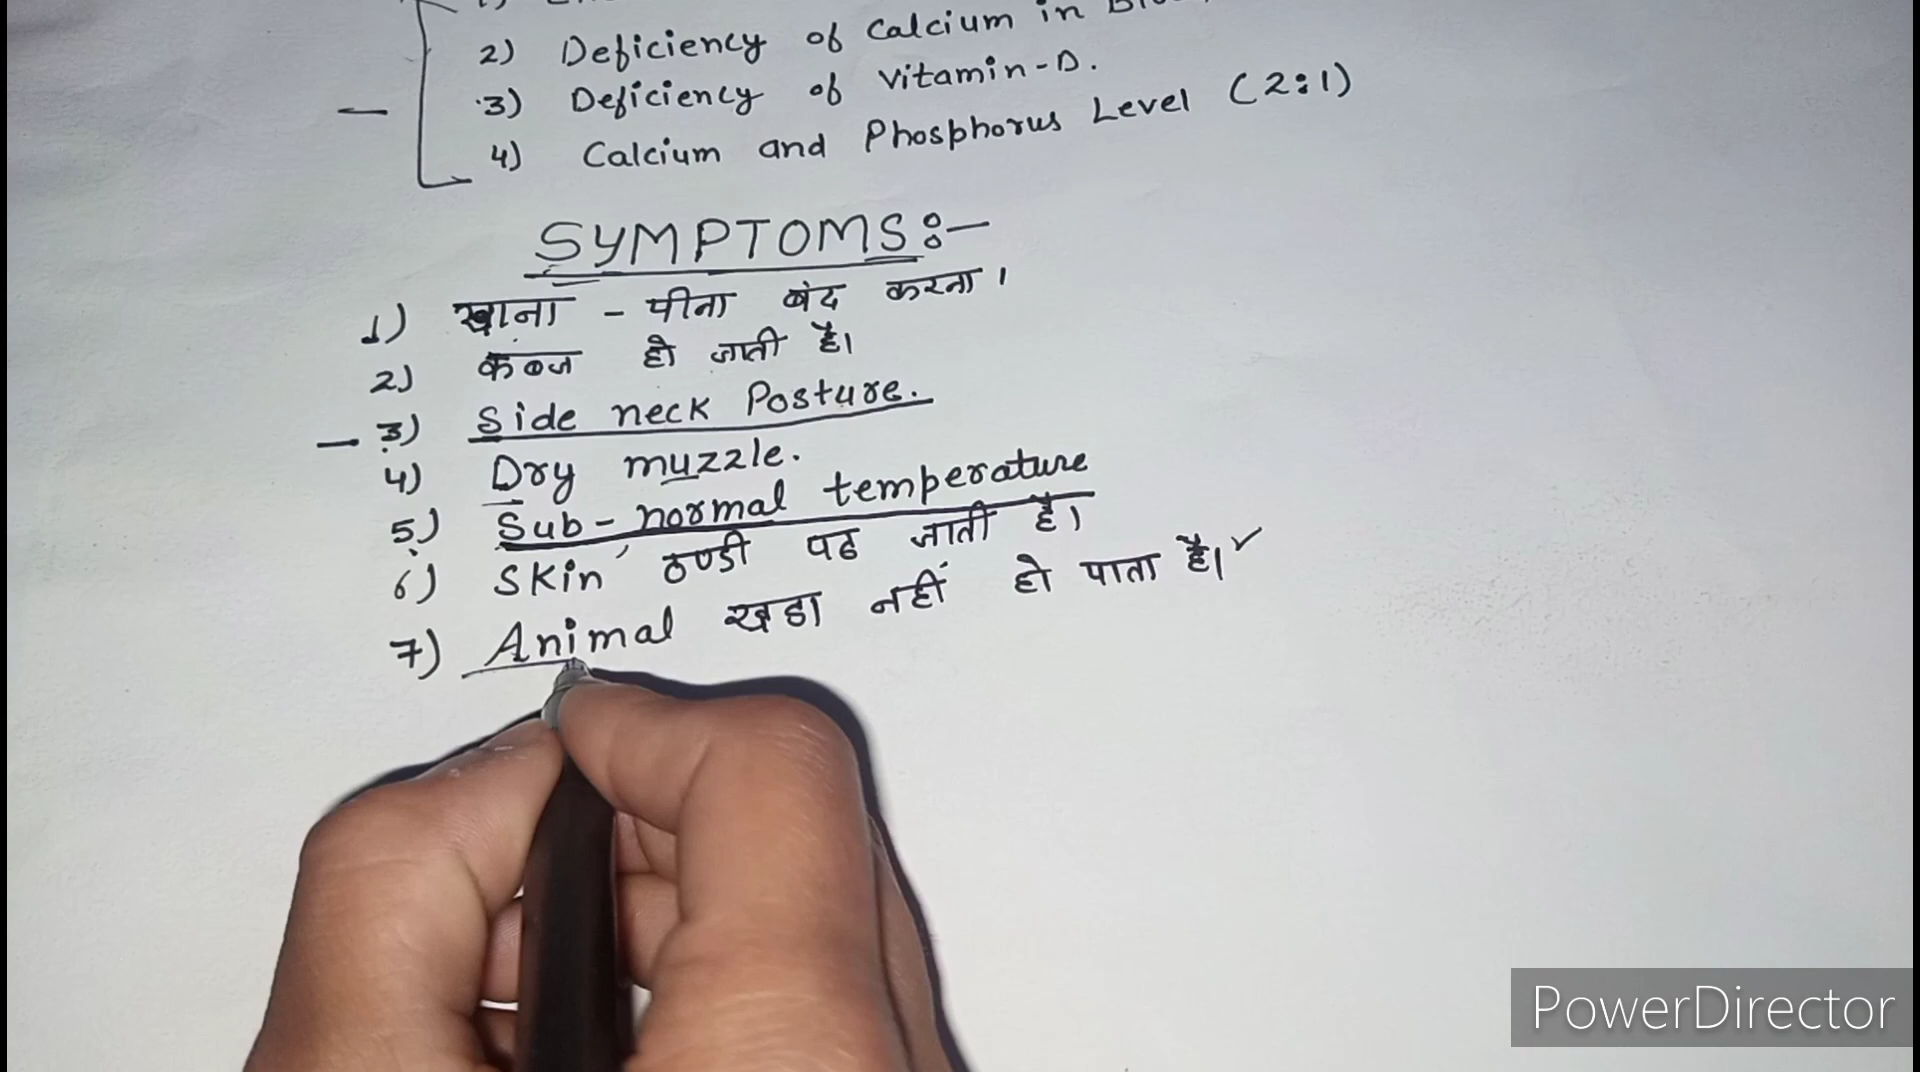 2) Deficiency of Calcium in
3) Deficiency of Vitamin-D.
4) Calcium and Phosphorus Level (2:1)
SYMPTOMS:-
1) खाना - पीना बंद करना।
2) कब्ज हो जाती है।
3) Side neck Posture.
4) Dry muzzle.
5) Sub-normal temperature
6) Skin ठण्डी पढ जाती है।
7) Animal खडा नहीं हो पाता है।
PowerDirector